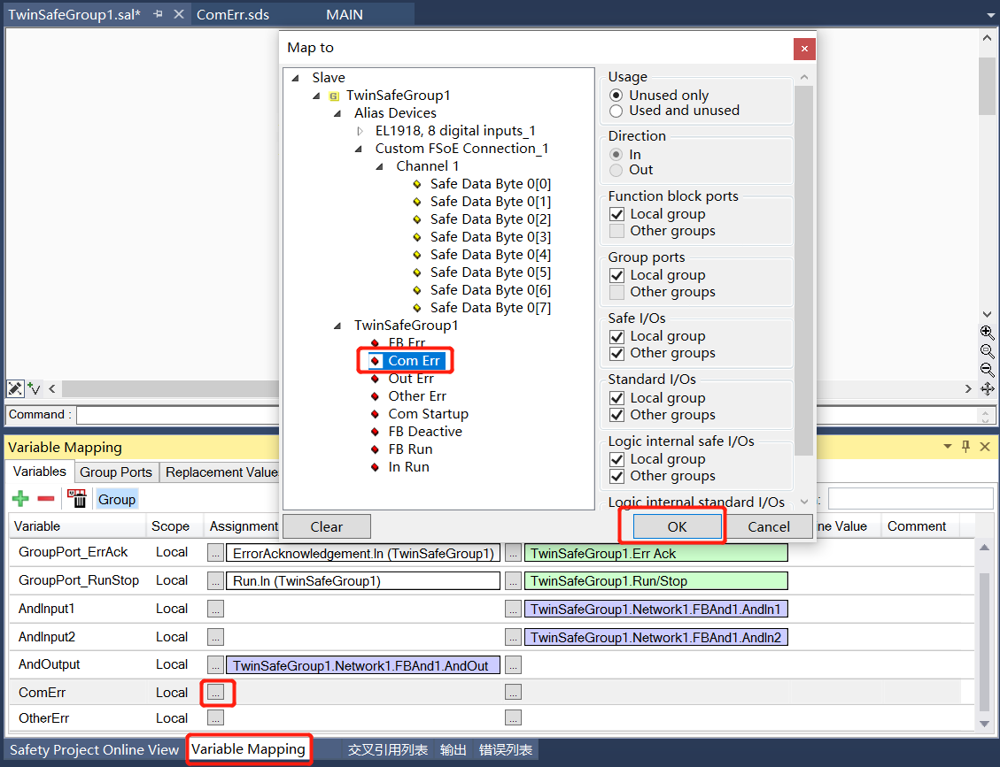 TwinSafeGroup1.sal* ComErr.sds MAIN
Map to
Slave
TwinSafeGroup1
Alias Devices
EL1918, 8 digital inputs_1
Custom FSoE Connection_1
Channel 1
Safe Data Byte 0[0]
Safe Data Byte 0[1]
Safe Data Byte 0[2]
Safe Data Byte 0[3]
Safe Data Byte 0[4]
Safe Data Byte 0[5]
Safe Data Byte 0[6]
Safe Data Byte 0[7]
TwinSafeGroup1
FB Err
Com Err
Out Err
Other Err
Com Startup
FB Deactive
FB Run
In Run
Usage
Unused only
Used and unused
Direction
In
Out
Function block ports
Local group
Other groups
Group ports
Local group
Other groups
Safe I/Os
Local group
Other groups
Standard I/Os
Local group
Other groups
Logic internal safe I/Os
Local group
Other groups
Logic internal standard I/Os
Clear OK Cancel
Command :
Variable Mapping
Variables Group Ports Replacement Values
Group
Variable Scope Assignment ne Value Comment
GroupPort_ErrAck Local ... ErrorAcknowledgement.In (TwinSafeGroup1) ... TwinSafeGroup1.Err Ack
GroupPort_RunStop Local ... Run.In (TwinSafeGroup1) ... TwinSafeGroup1.Run/Stop
AndInput1 Local ... ... TwinSafeGroup1.Network1.FBAnd1.AndIn1
AndInput2 Local ... ... TwinSafeGroup1.Network1.FBAnd1.AndIn2
AndOutput Local ... TwinSafeGroup1.Network1.FBAnd1.AndOut ...
ComErr Local ... ...
OtherErr Local ... ...
Safety Project Online View Variable Mapping 交叉引用列表 输出 错误列表